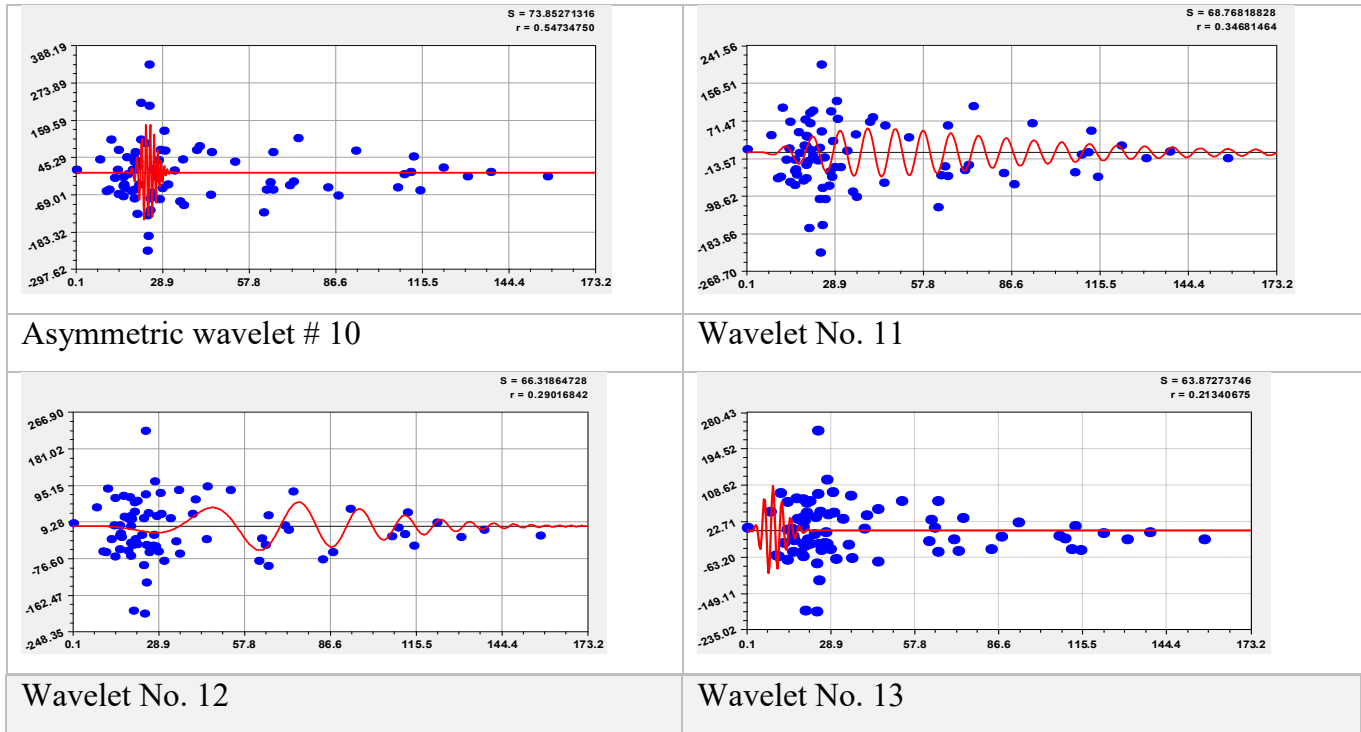 S = 73.85271316
r = 0.54734750
388.19
273.89
159.59
45.29
-69.01
-183.32
-297.62
0.1 28.9 57.8 86.6 115.5 144.4 173.2
S = 68.76818828
r = 0.34681464
241.56
156.51
71.47
-13.57
-98.62
-183.66
-268.70
0.1 28.9 57.8 86.6 115.5 144.4 173.2
Asymmetric wavelet # 10
Wavelet No. 11
S = 66.31864728
r = 0.29016842
266.90
181.02
95.15
9.28
-76.60
-162.47
-248.35
0.1 28.9 57.8 86.6 115.5 144.4 173.2
S = 63.87273746
r = 0.21340675
280.43
194.52
108.62
22.71
-63.20
-149.11
-235.02
0.1 28.9 57.8 86.6 115.5 144.4 173.2
Wavelet No. 12
Wavelet No. 13